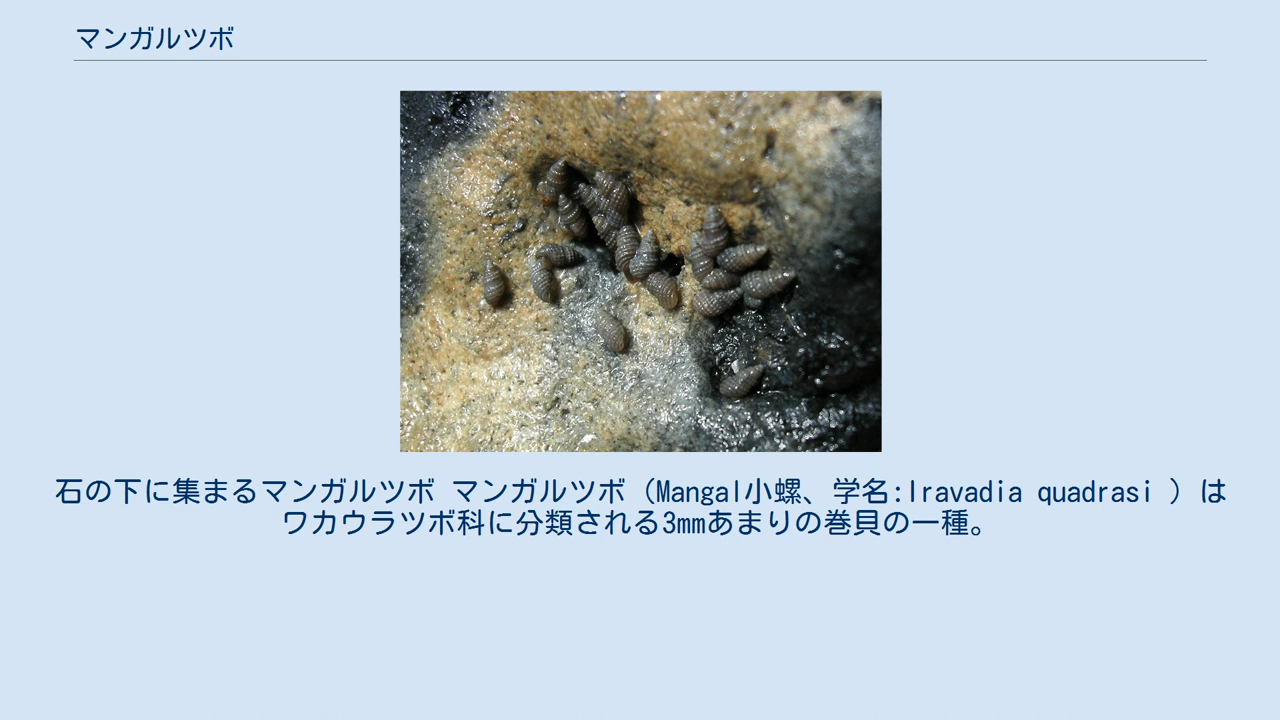 マンガルツボ
石の下に集まるマンガルツボ マンガルツボ（Mangal小螺、学名:Iravadia quadrasi ）は
ワカウラツボ科に分類される3mmあまりの巻貝の一種。